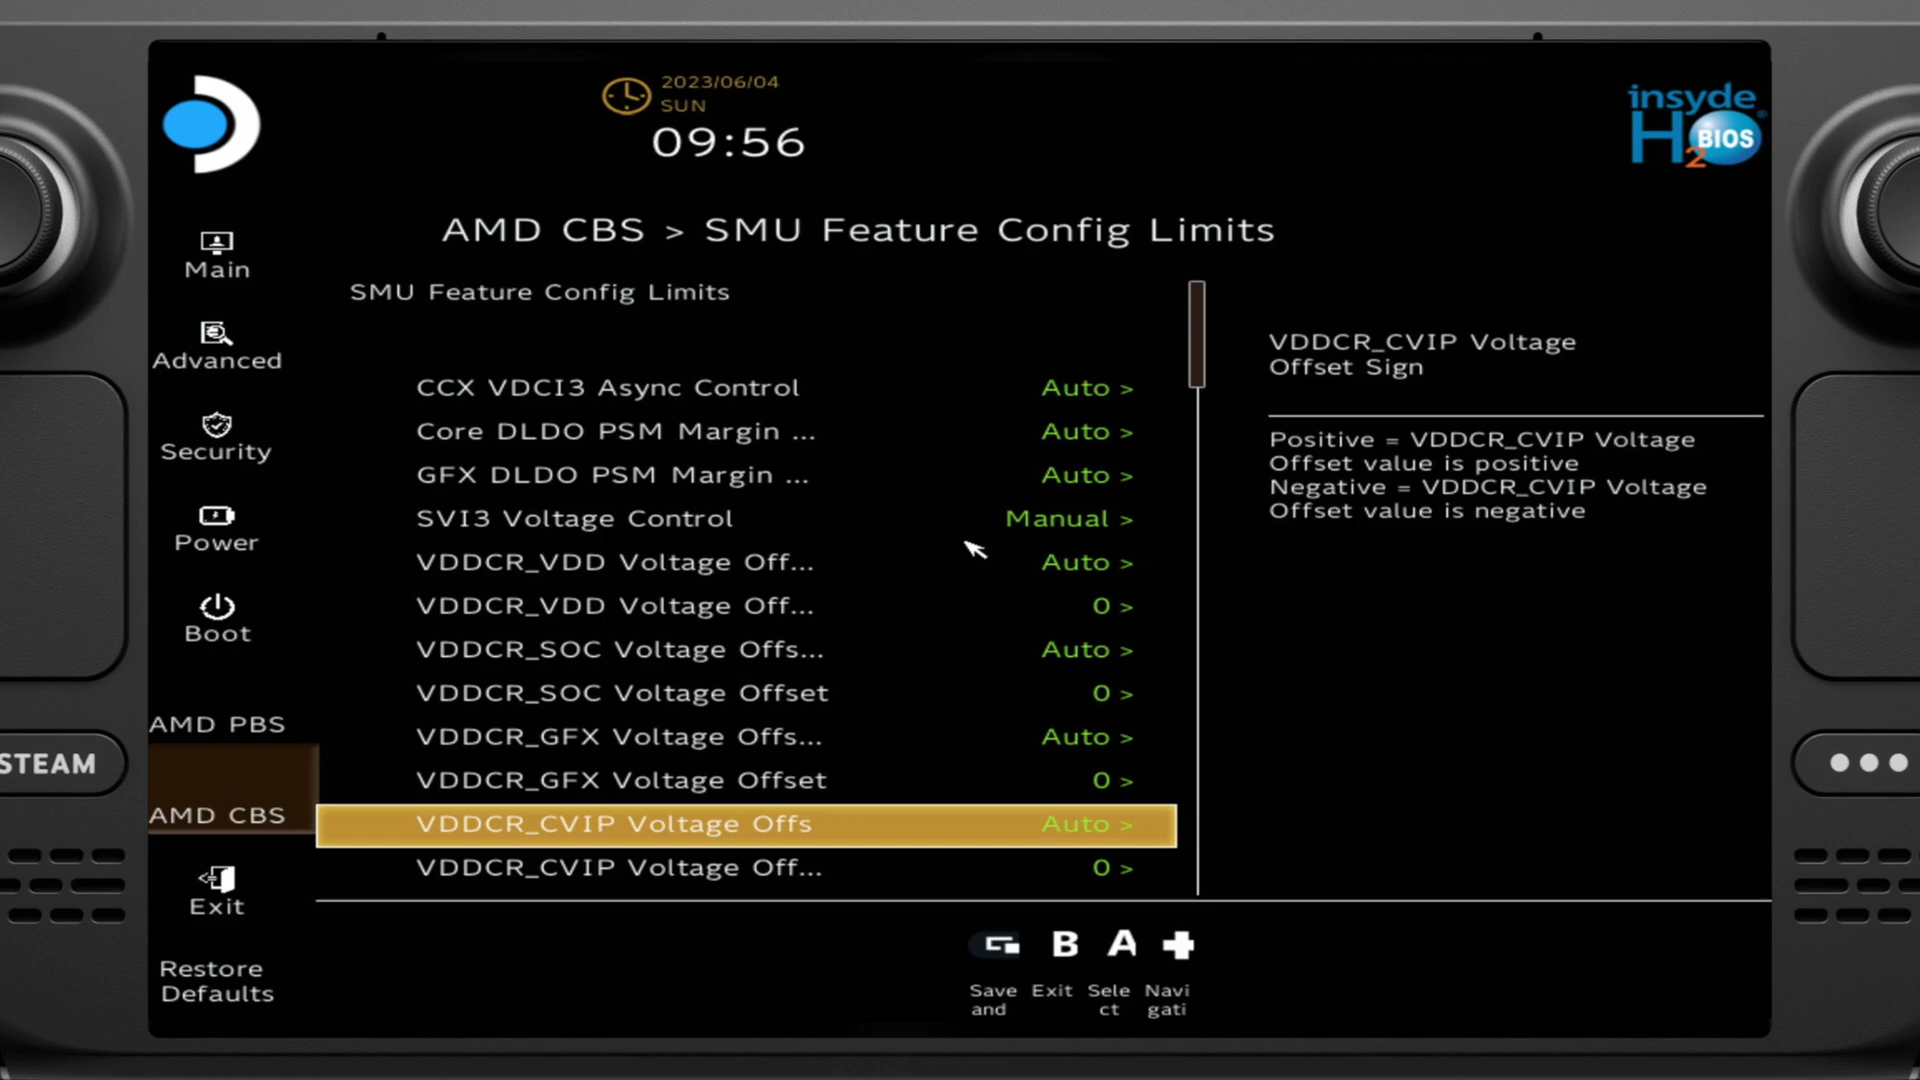 2023/06/04
SUN
09:56
insyde®
H2
BIOS
AMD CBS > SMU Feature Config Limits
Main
Advanced
Security
Power
Boot
AMD PBS
AMD CBS
Exit
Restore
Defaults
SMU Feature Config Limits
CCX VDCI3 Async Control Auto >
Core DLDO PSM Margin ... Auto >
GFX DLDO PSM Margin ... Auto >
SVI3 Voltage Control Manual >
VDDCR_VDD Voltage Off... Auto >
VDDCR_VDD Voltage Off... 0 >
VDDCR_SOC Voltage Offs... Auto >
VDDCR_SOC Voltage Offset 0 >
VDDCR_GFX Voltage Offs... Auto >
VDDCR_GFX Voltage Offset 0 >
VDDCR_CVIP Voltage Offs Auto >
VDDCR_CVIP Voltage Off... 0 >
VDDCR_CVIP Voltage
Offset Sign
Positive = VDDCR_CVIP Voltage
Offset value is positive
Negative = VDDCR_CVIP Voltage
Offset value is negative
B A
Save Exit Sele Navi
and ct gati
STEAM